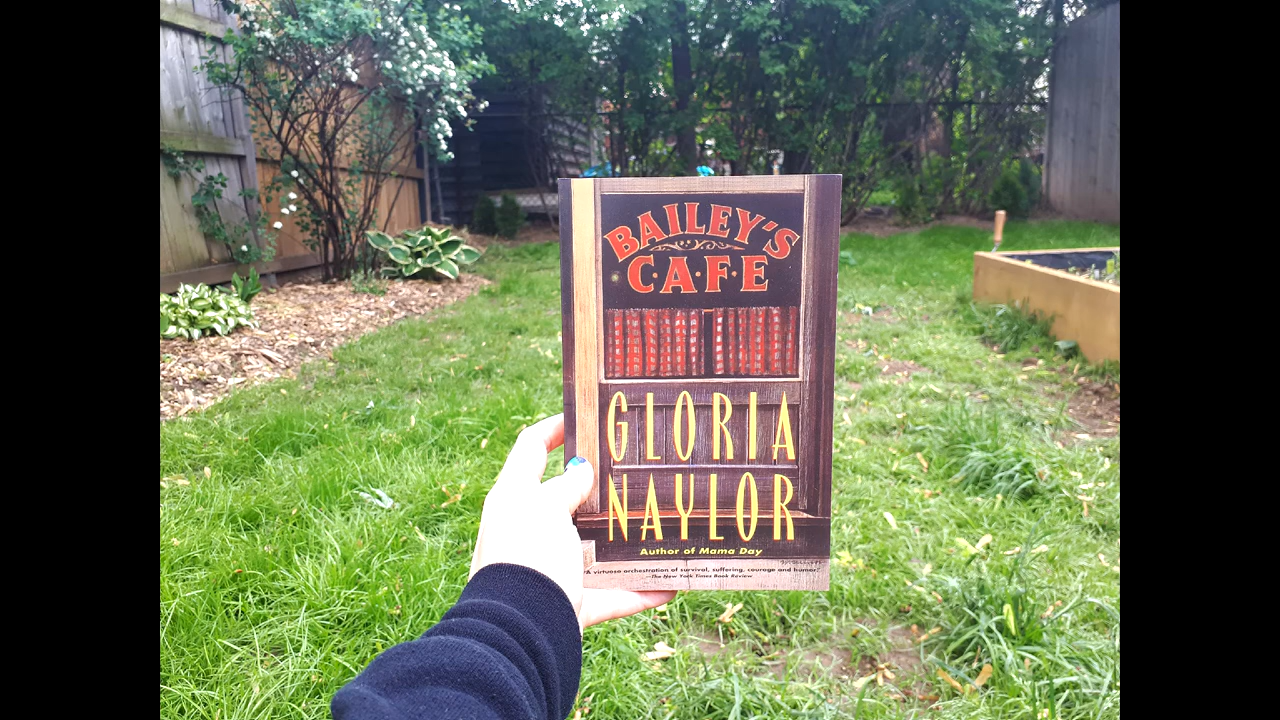 BAILEY'S
C·A·F·E
GLORIA
NAYLOR
Author of Mama Day
"A virtuoso orchestration of survival, suffering, courage and humor."
—The New York Times Book Review